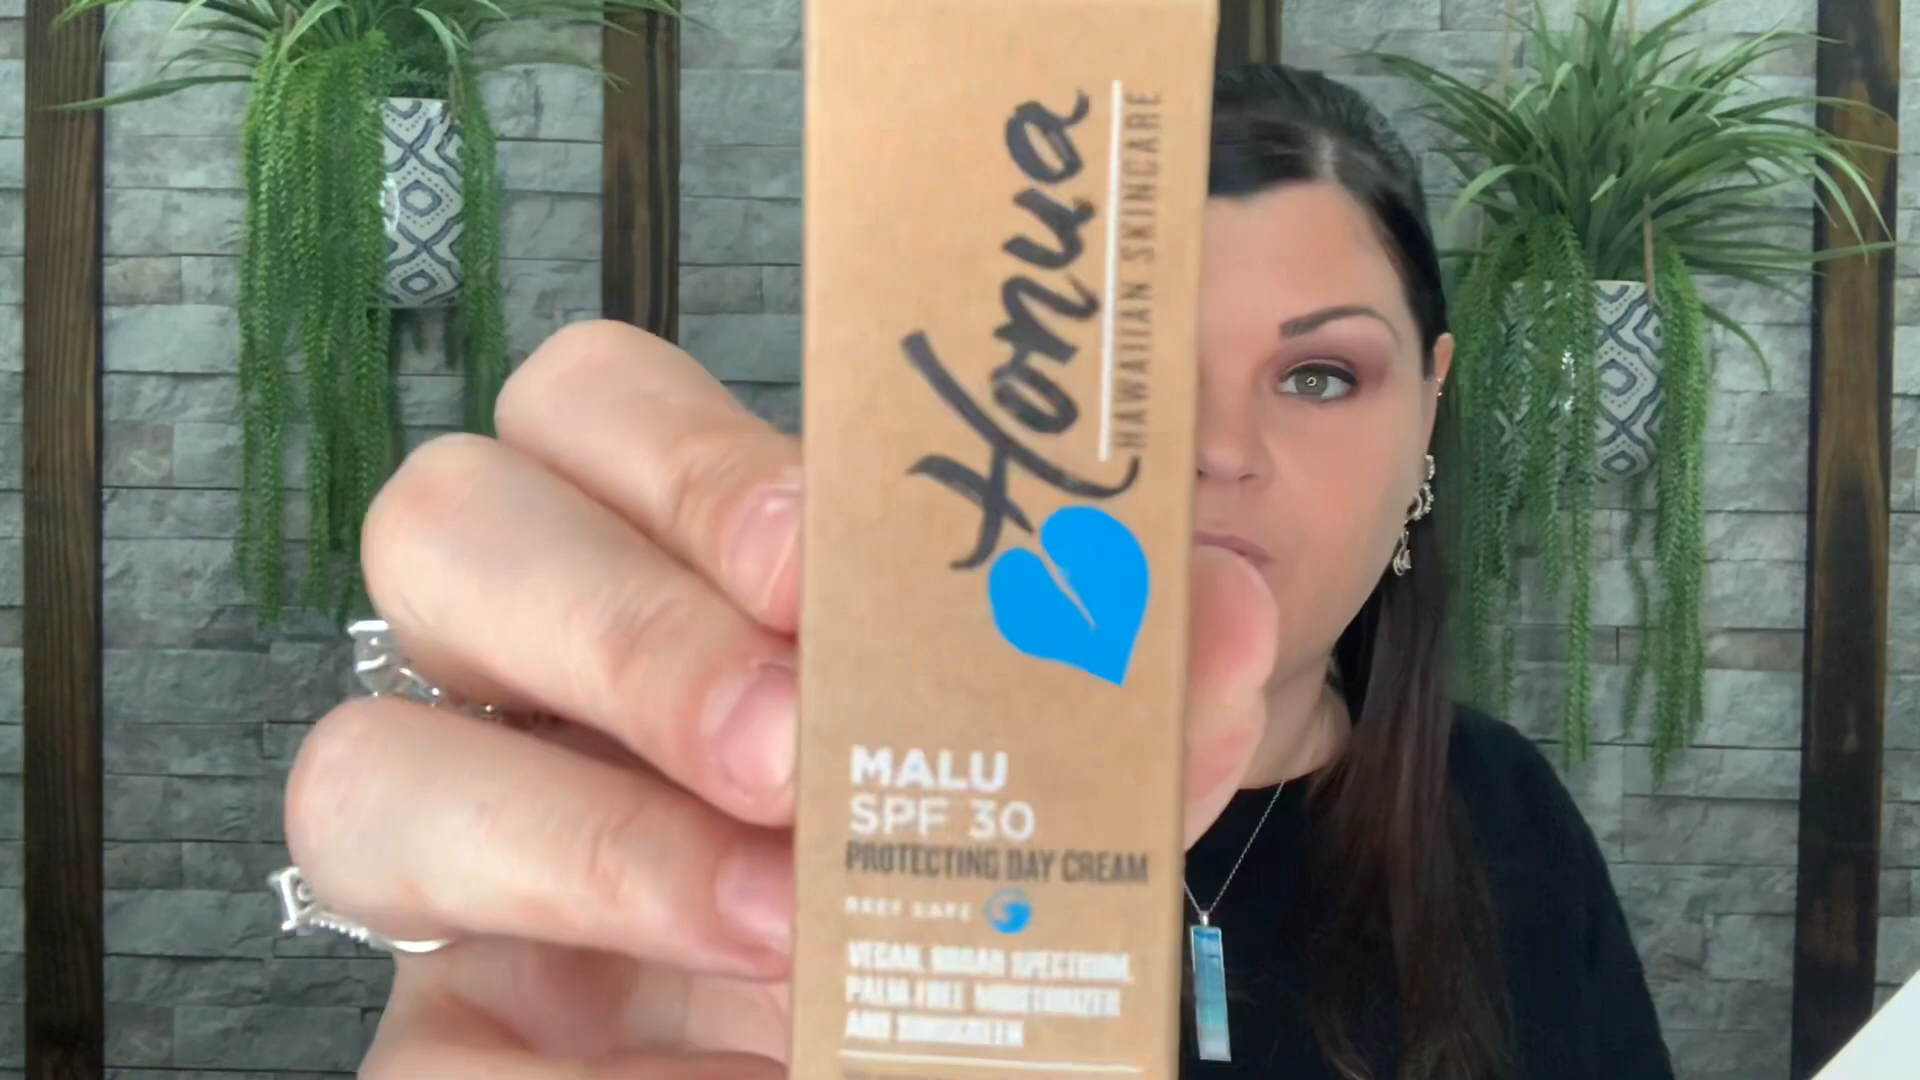 Honua
HAWAIIAN SKINCARE
MALU
SPF 30
PROTECTING DAY CREAM
REEF SAFE
VEGAN, BROAD SPECTRUM,
PALM-FREE MOISTURIZER
AND SUNSCREEN